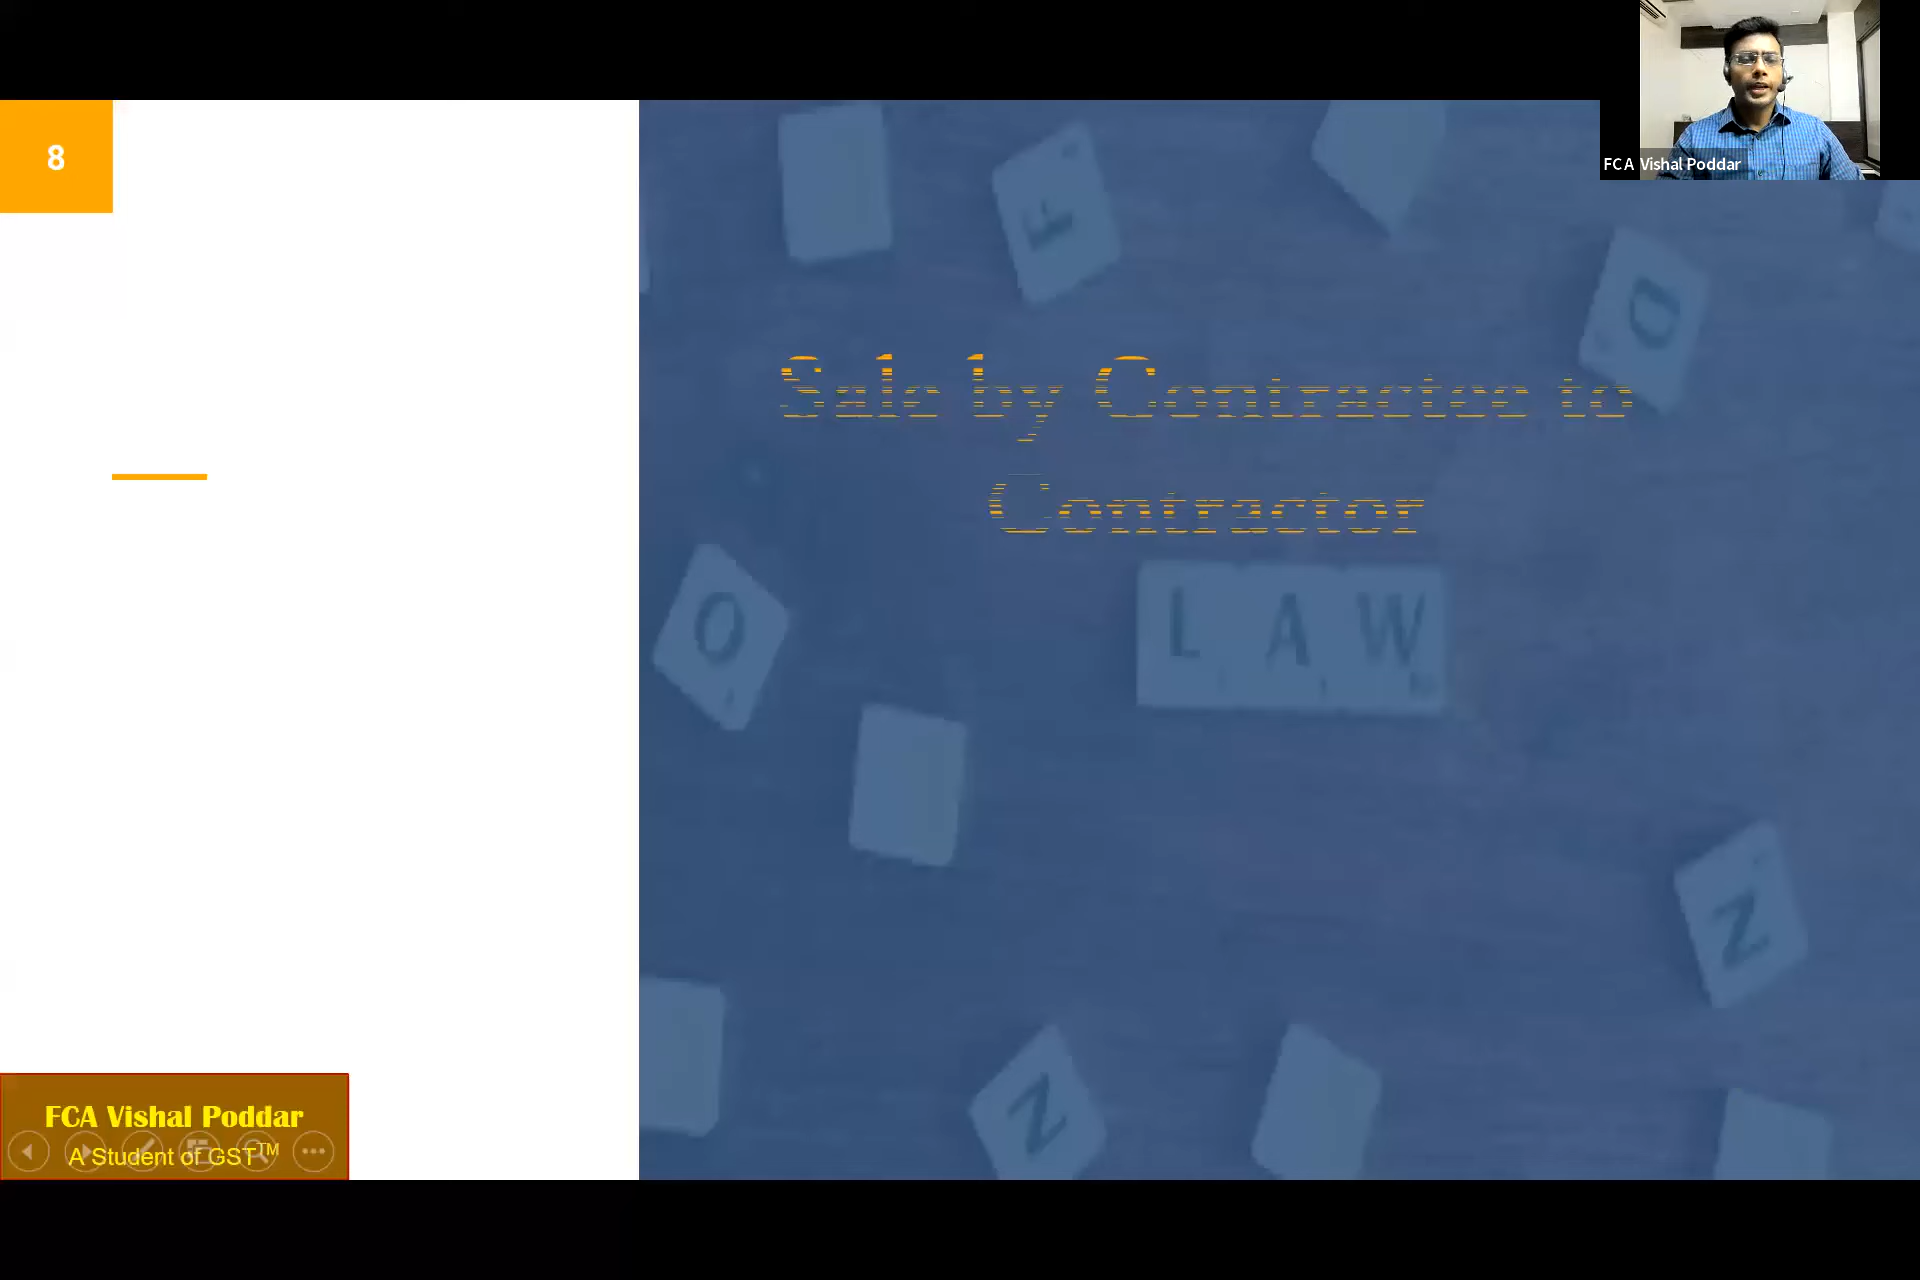 8
FCA Vishal Poddar
F
D
Sale by Contractee to
Contractor
O
L A W
N
N
FCA Vishal Poddar
A Student of GST™